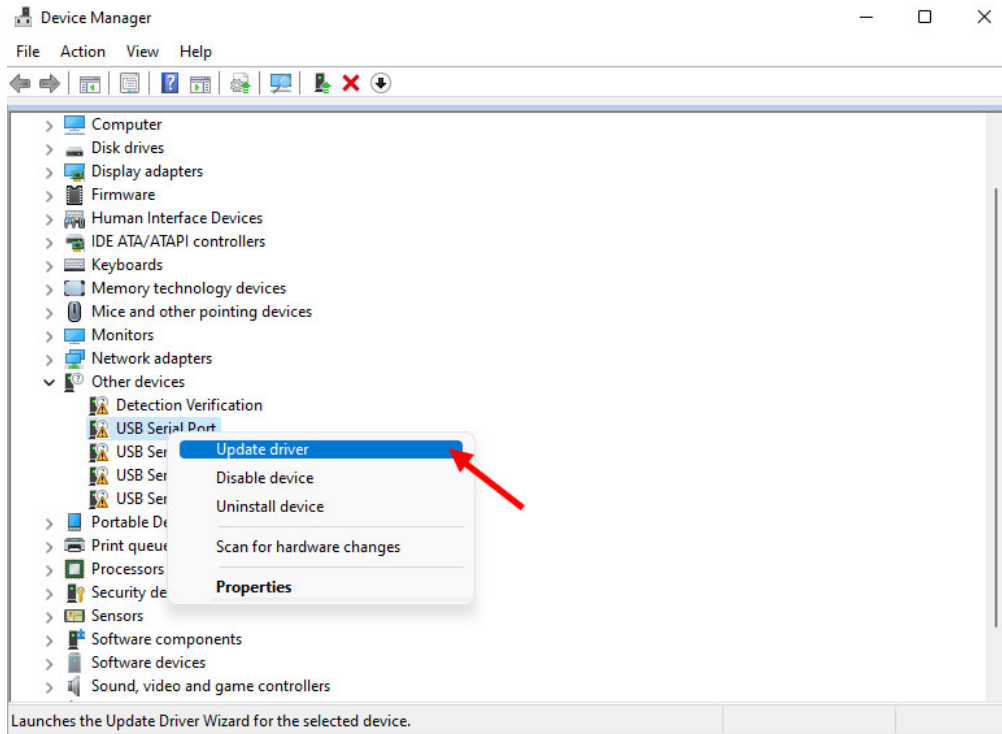 Device Manager
File Action View Help
Computer
Disk drives
Display adapters
Firmware
Human Interface Devices
IDE ATA/ATAPI controllers
Keyboards
Memory technology devices
Mice and other pointing devices
Monitors
Network adapters
Other devices
Detection Verification
USB Serial Port
USB Ser
USB Ser
USB Ser
Portable De
Print queue
Processors
Security de
Sensors
Software components
Software devices
Sound, video and game controllers
Update driver
Disable device
Uninstall device
Scan for hardware changes
Properties
Launches the Update Driver Wizard for the selected device.